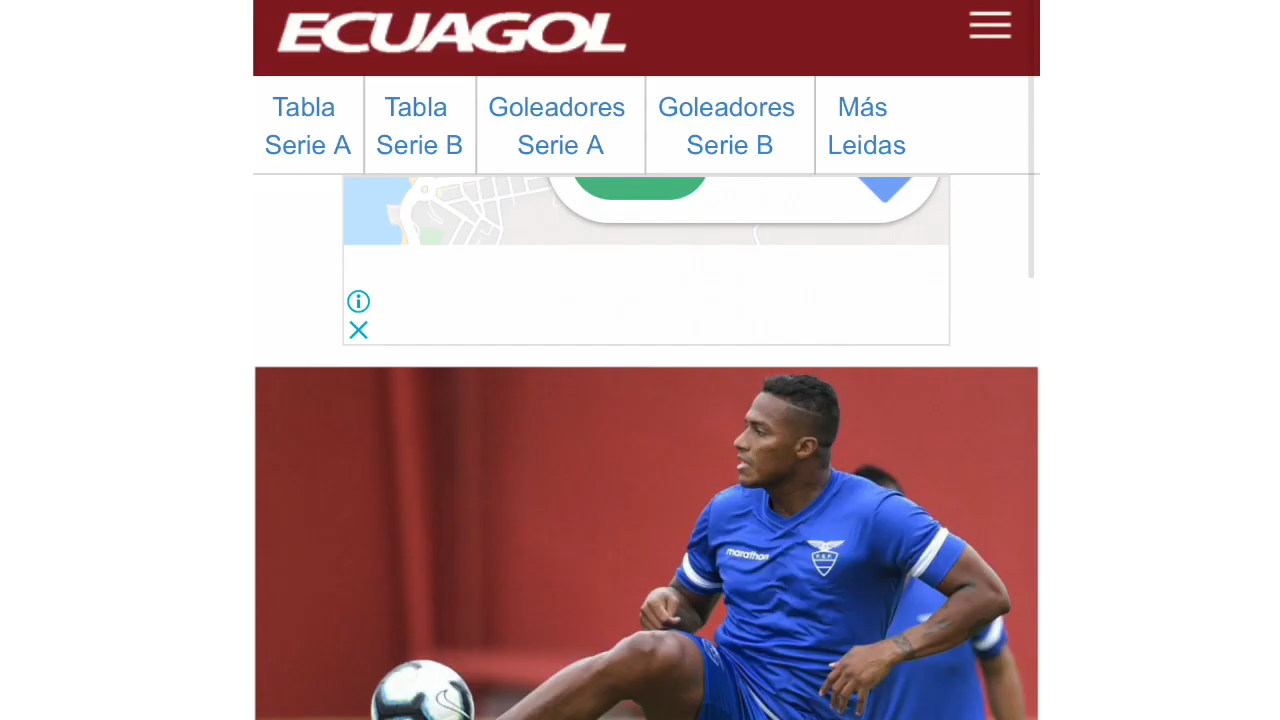 ECUAGOL
Tabla Serie A
Tabla Serie B
Goleadores Serie A
Goleadores Serie B
Más Leidas
marathon
F.E.F.